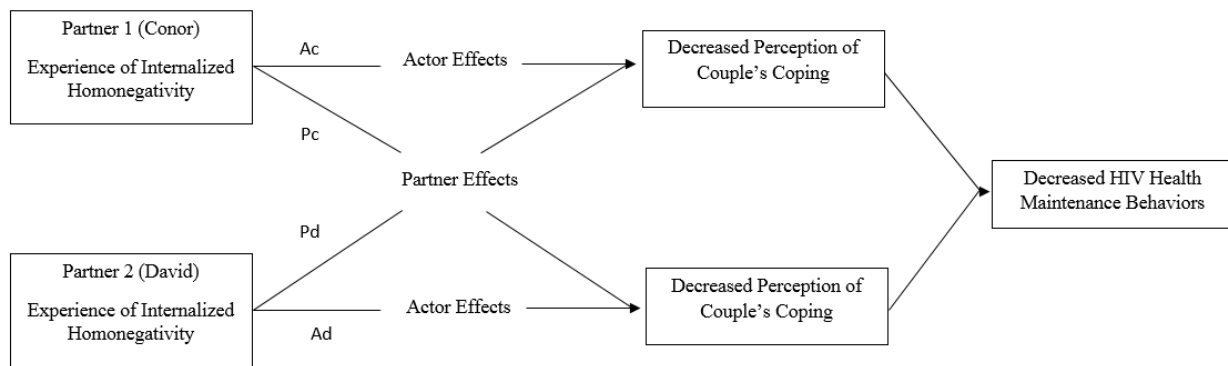 Partner 1 (Conor)
Experience of Internalized
Homonegativity
Ac
Actor Effects
Decreased Perception of
Couple's Coping
Pc
Partner Effects
Decreased HIV Health
Maintenance Behaviors
Pd
Partner 2 (David)
Experience of Internalized
Homonegativity
Actor Effects
Ad
Decreased Perception of
Couple's Coping